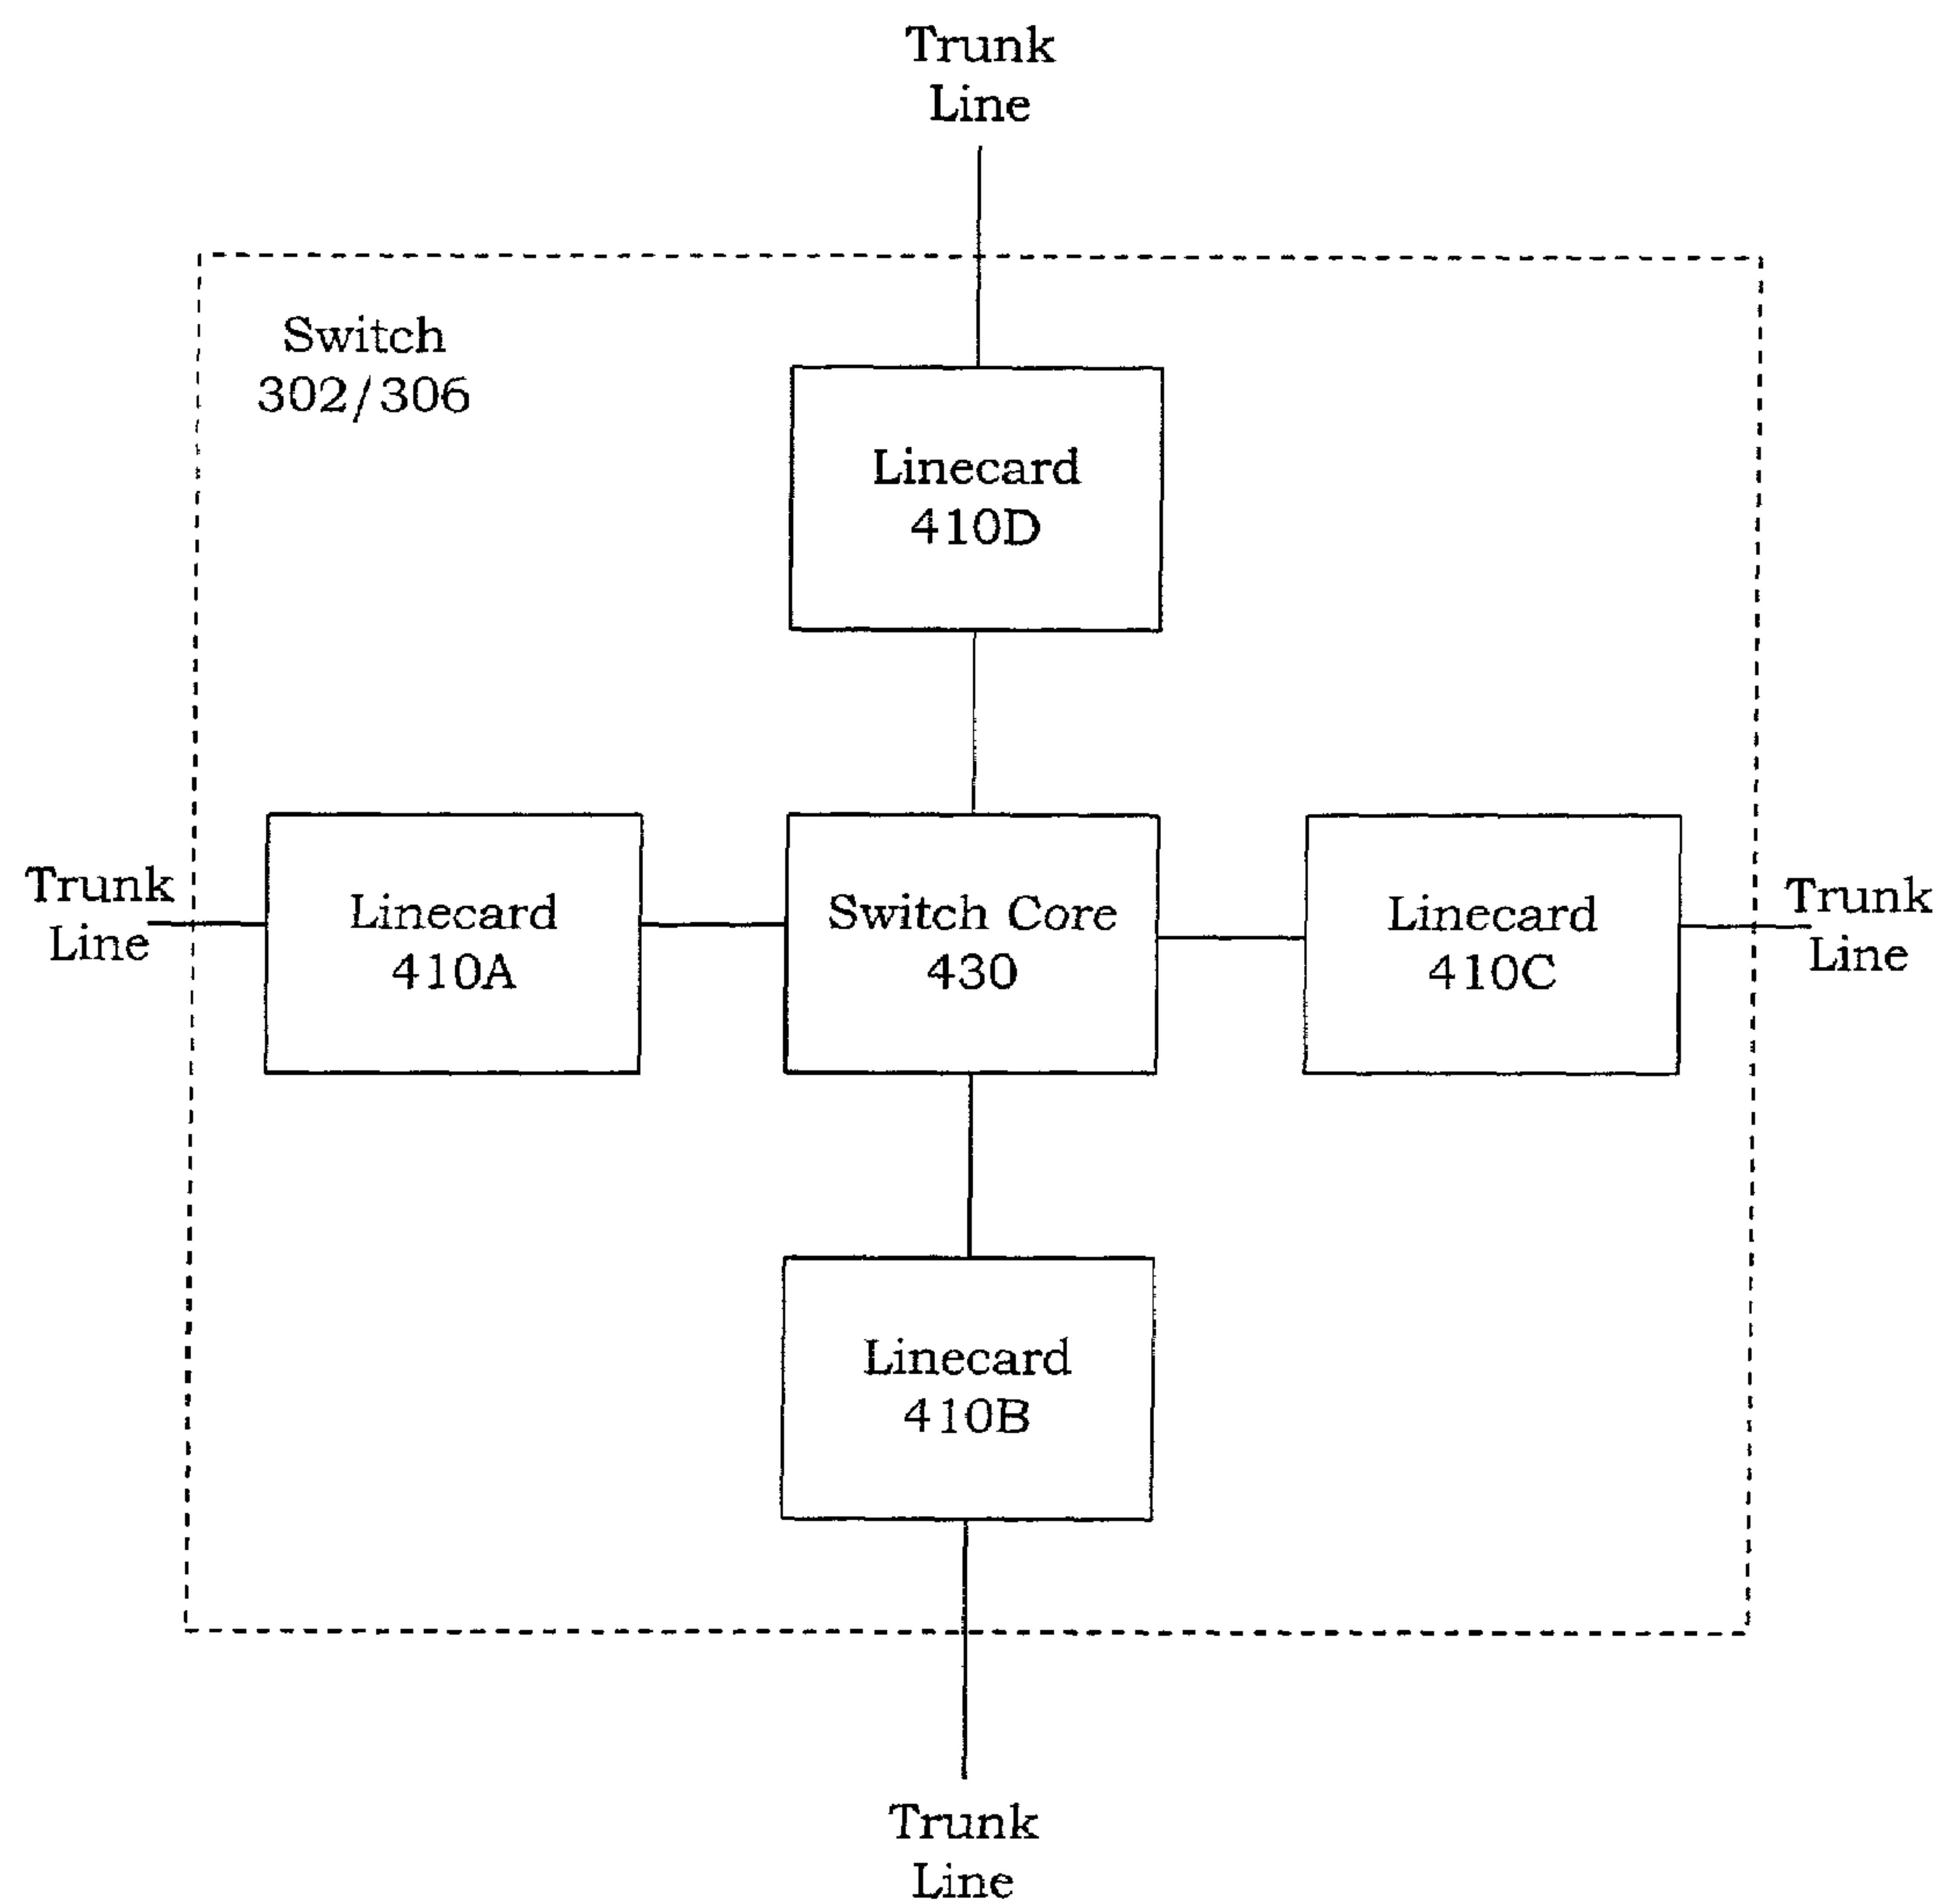 Trunk
Line
Switch
302/306
Linecard
410D
Trunk
Line
Linecard
410A
Switch Core
430
Linecard
410C
Trunk
Line
Linecard
410B
Trunk
Line